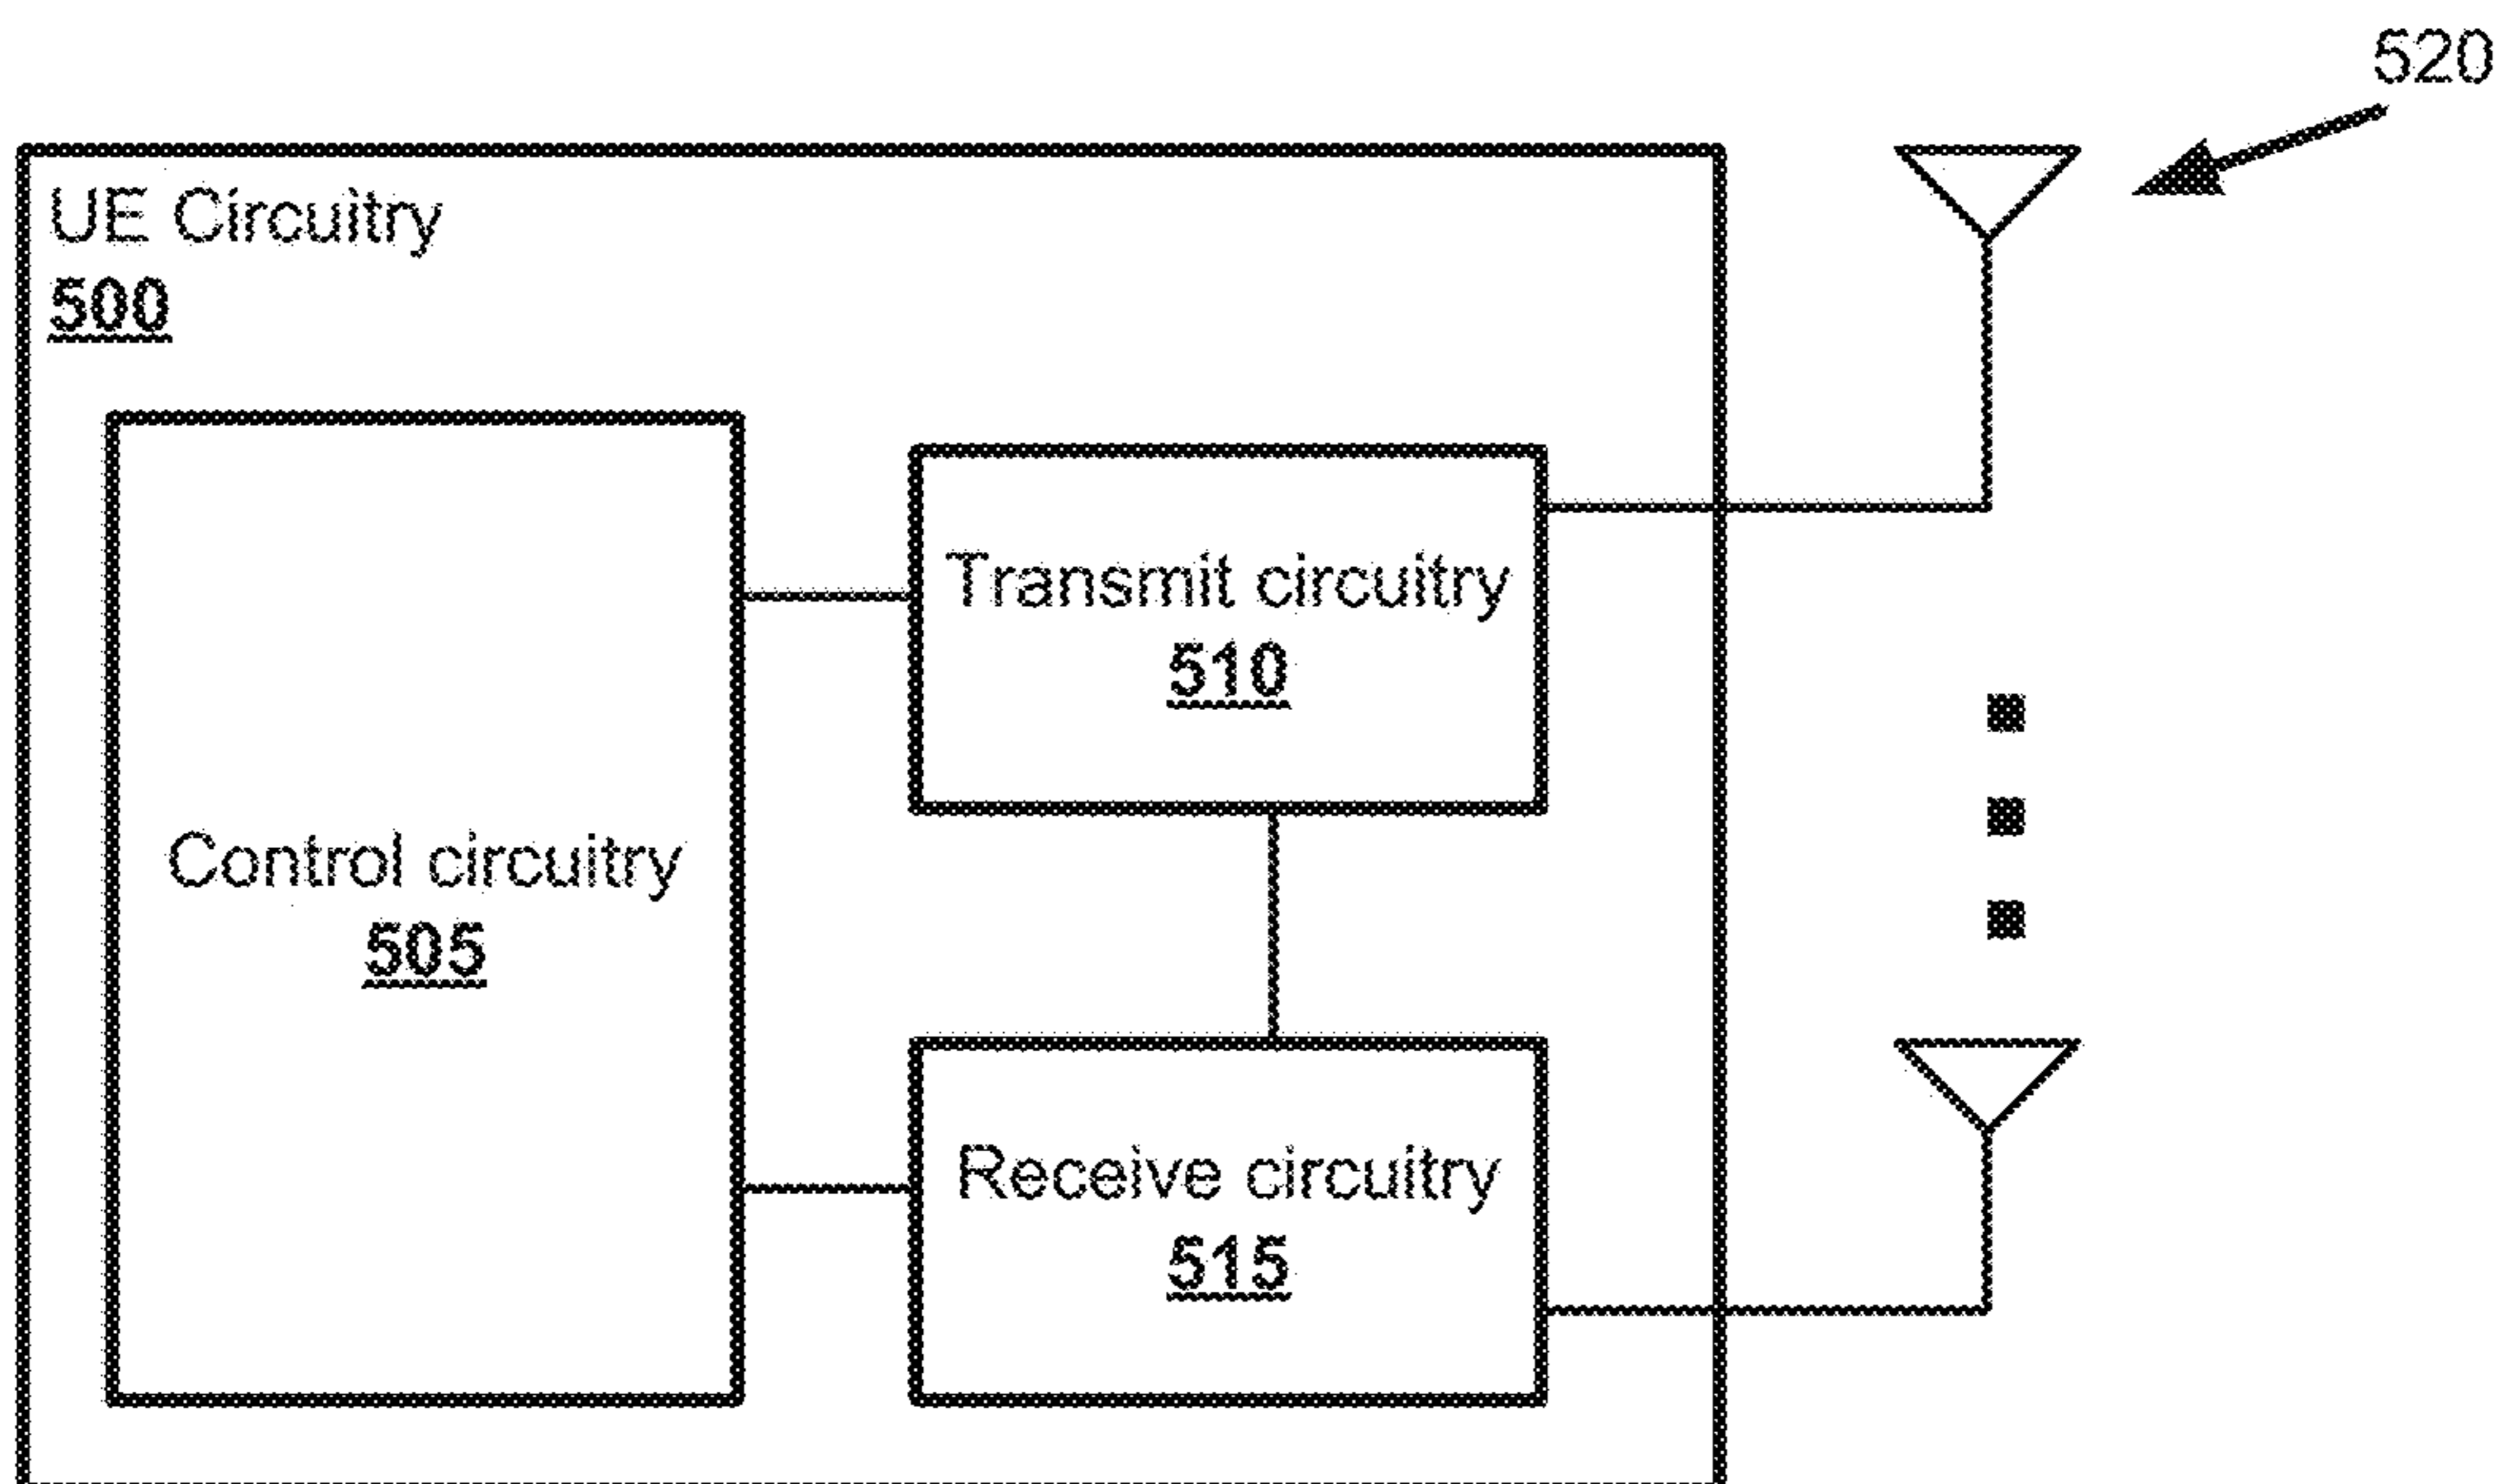 520
UE Circuitry
500
Transmit circuitry
510
Control circuitry
505
Receive circuitry
515